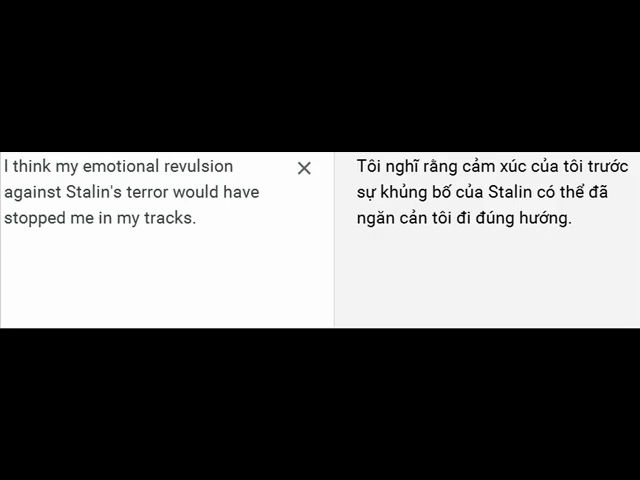 I think my emotional revulsion
against Stalin's terror would have
stopped me in my tracks.
Tôi nghĩ rằng cảm xúc của tôi trước
sự khủng bố của Stalin có thể đã
ngăn cản tôi đi đúng hướng.